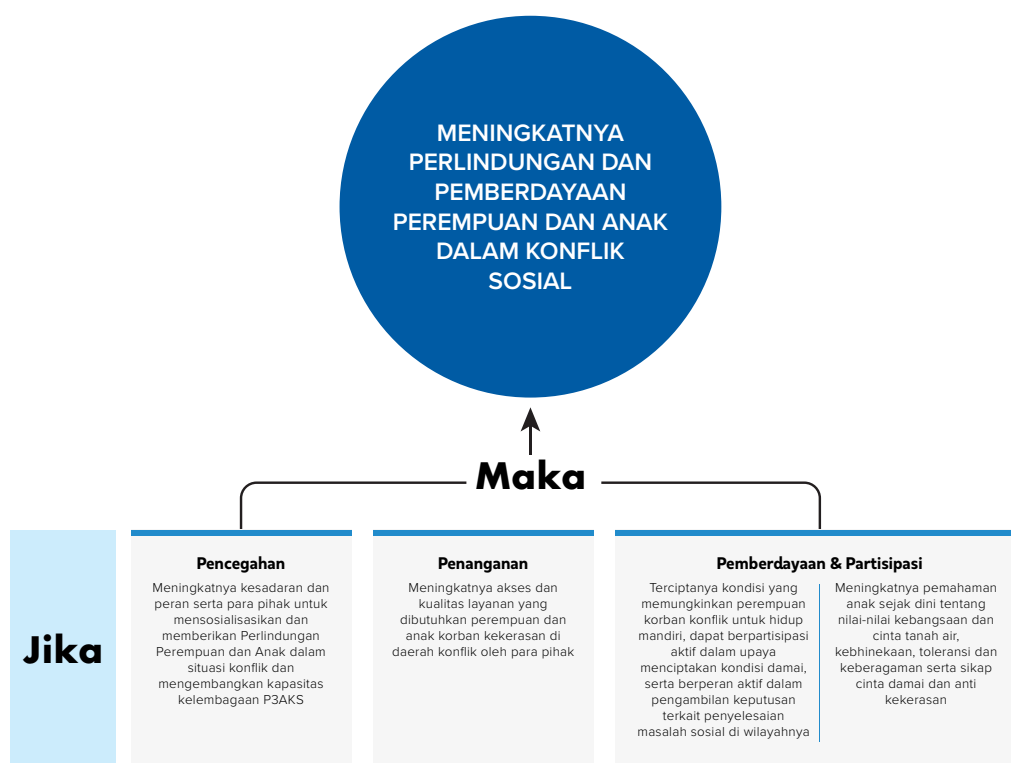 MENINGKATNYA
PERLINDUNGAN DAN
PEMBERDAYAAN
PEREMPUAN DAN ANAK
DALAM KONFLIK
SOSIAL
Maka
Jika
Pencegahan
Meningkatnya kesadaran dan
peran serta para pihak untuk
mensosialisasikan dan
memberikan Perlindungan
Perempuan dan Anak dalam
situasi konflik dan
mengembangkan kapasitas
kelembagaan P3AKS
Penanganan
Meningkatnya akses dan
kualitas layanan yang
dibutuhkan perempuan dan
anak korban kekerasan di
daerah konflik oleh para pihak
Pemberdayaan & Partisipasi
Terciptanya kondisi yang
memungkinkan perempuan
korban konflik untuk hidup
mandiri, dapat berpartisipasi
aktif dalam upaya
menciptakan kondisi damai,
serta berperan aktif dalam
pengambilan keputusan
terkait penyelesaian
masalah sosial di wilayahnya
Meningkatnya pemahaman
anak sejak dini tentang
nilai-nilai kebangsaan dan
cinta tanah air,
kebhinekaan, toleransi dan
keberagaman serta sikap
cinta damai dan anti
kekerasan